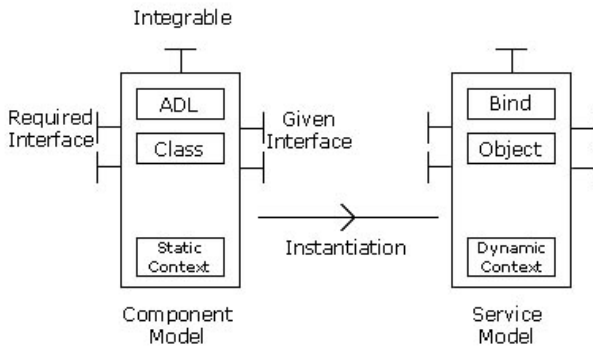 Integrable
ADL
Bind
Required
Interface
Class
Given
Interface
Object
Instantiation
Static
Context
Dynamic
Context
Component
Model
Service
Model